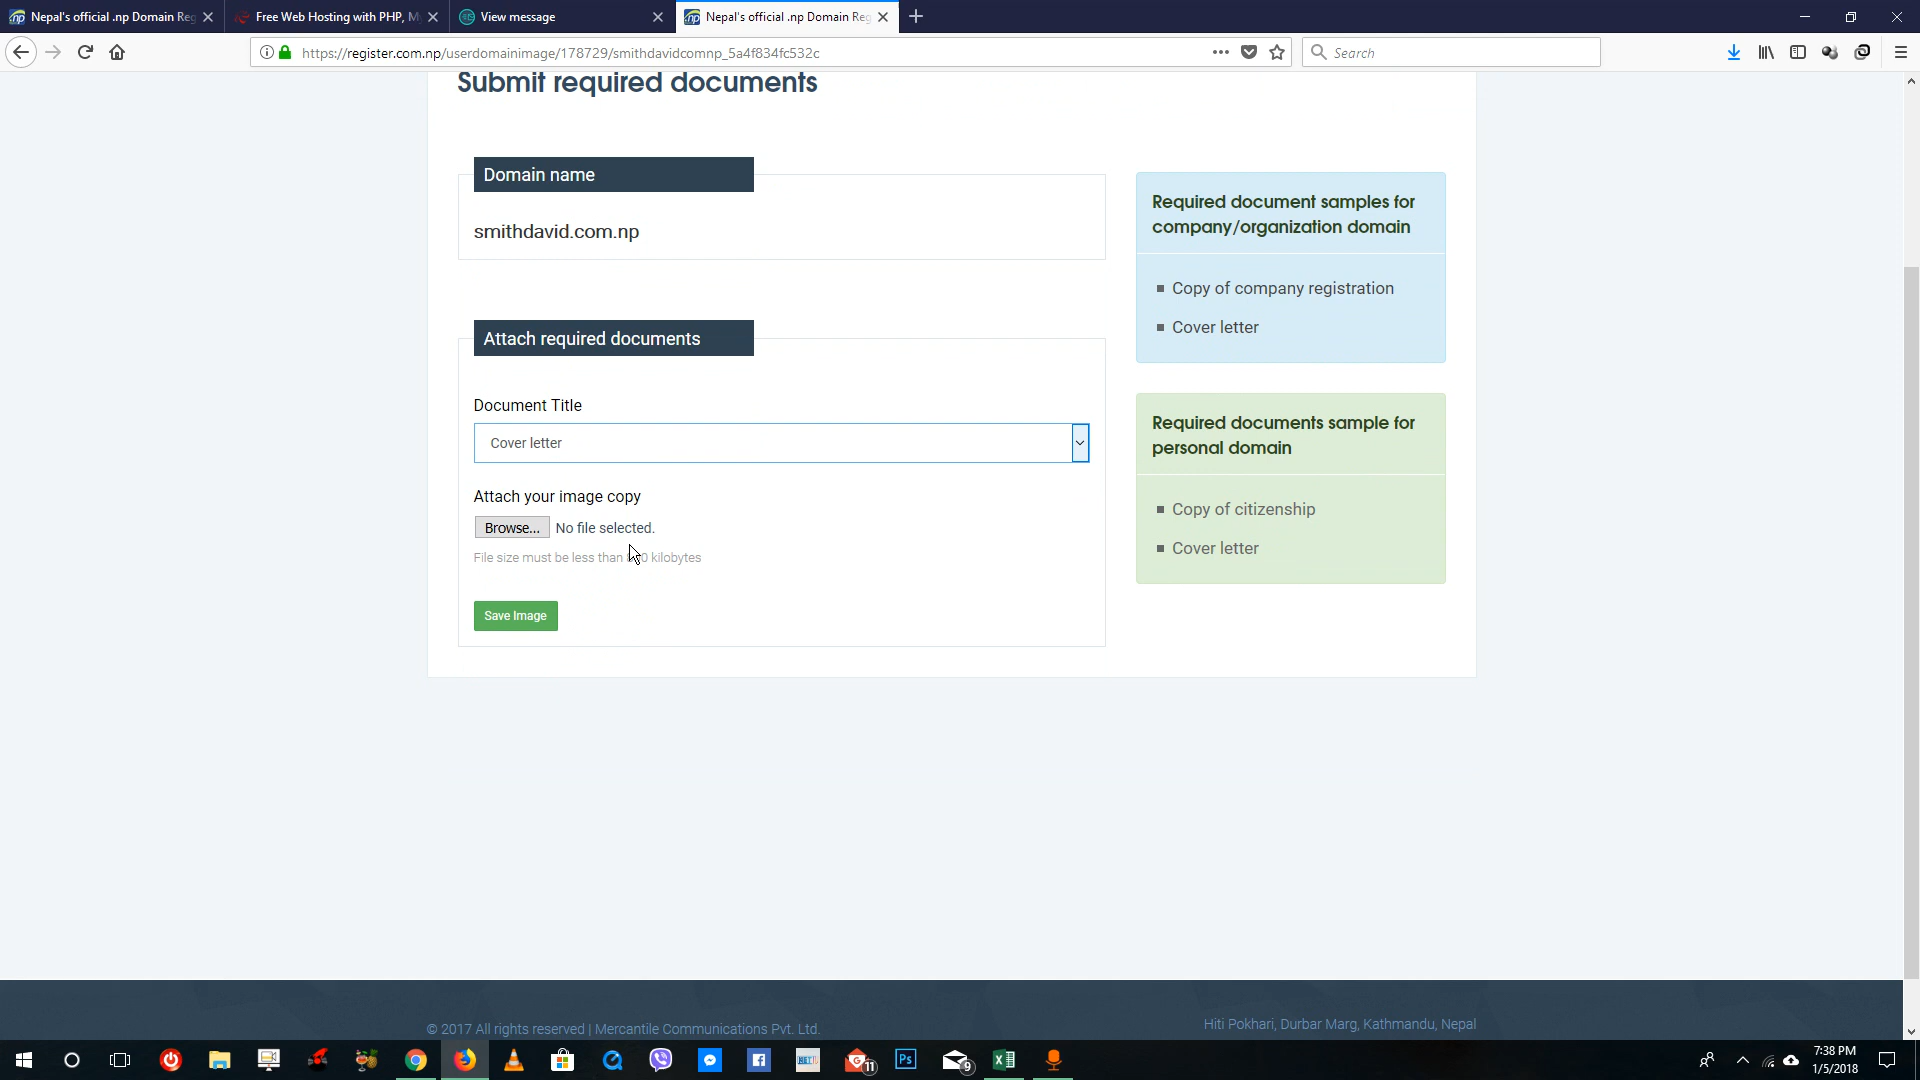 Nepal's official .np Domain Reg
Free Web Hosting with PHP, M
View message
Nepal's official .np Domain Reg
https://register.com.np/userdomainimage/178729/smithdavidcomnp_5a4f834fc532c
Search
Submit required documents
Domain name
smithdavid.com.np
Required document samples for
company/organization domain
Copy of company registration
Cover letter
Attach required documents
Document Title
Cover letter
Attach your image copy
Browse... No file selected.
File size must be less than kilobytes
Save Image
Required documents sample for
personal domain
Copy of citizenship
Cover letter
© 2017 All rights reserved | Mercantile Communications Pvt. Ltd.
Hiti Pokhari, Durbar Marg, Kathmandu, Nepal
11
Ps
9
7:38 PM
1/5/2018